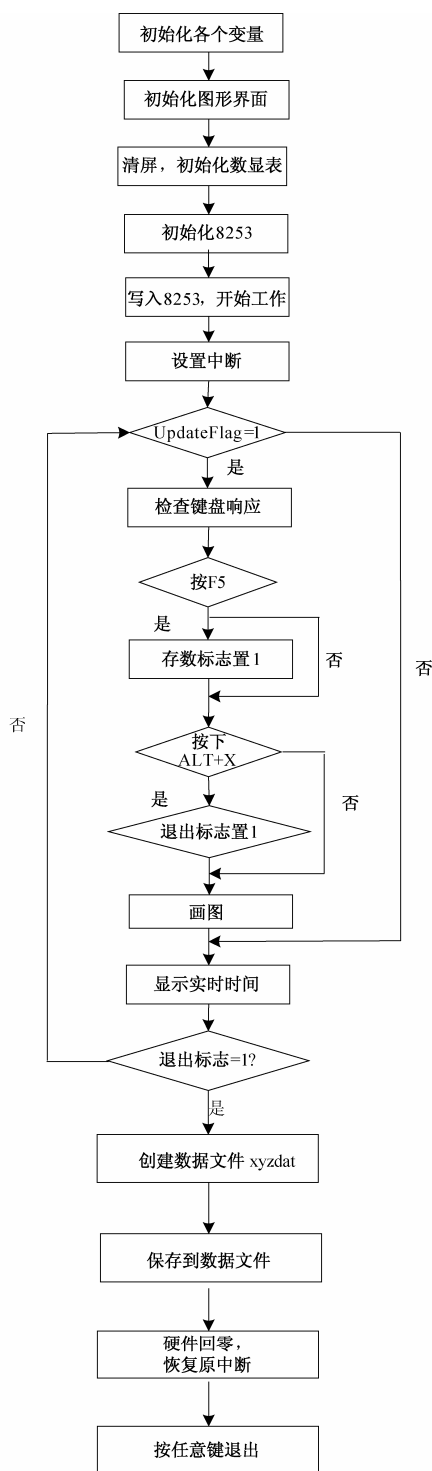 初始化各个变量
初始化图形界面
清屏，初始化数显表
初始化8253
写入8253，开始工作
设置中断
UpdateFlag=1
是
检查键盘响应
按F5
是
存数标志置1
否
否
否
按下
ALT+X
是
否
退出标志置1
画图
显示实时时间
退出标志=1?
是
创建数据文件 xyzdat
保存到数据文件
硬件回零，
恢复原中断
按任意键退出